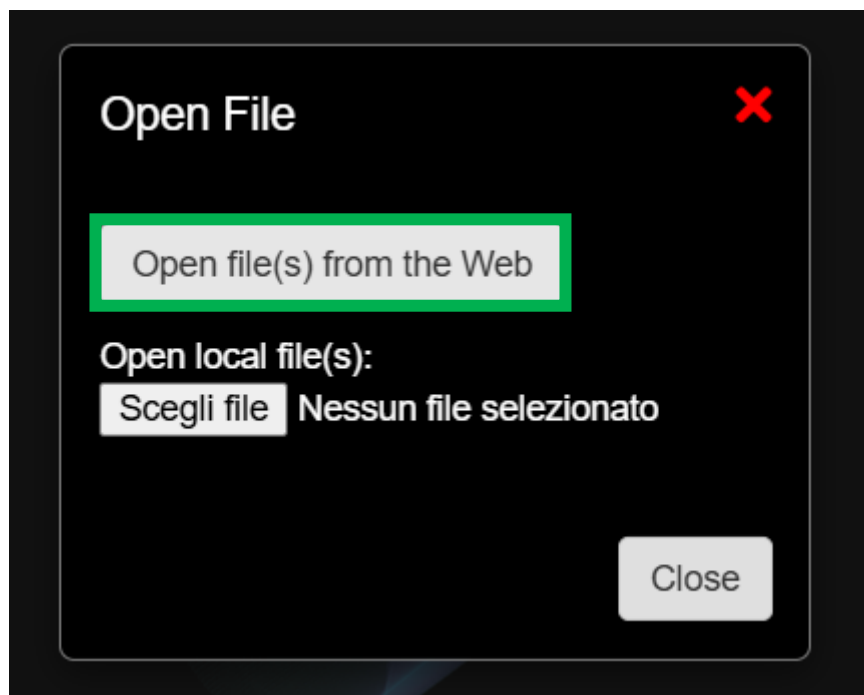 Open File
Open file(s) from the Web
Open local file(s):
Scegli file Nessun file selezionato
Close